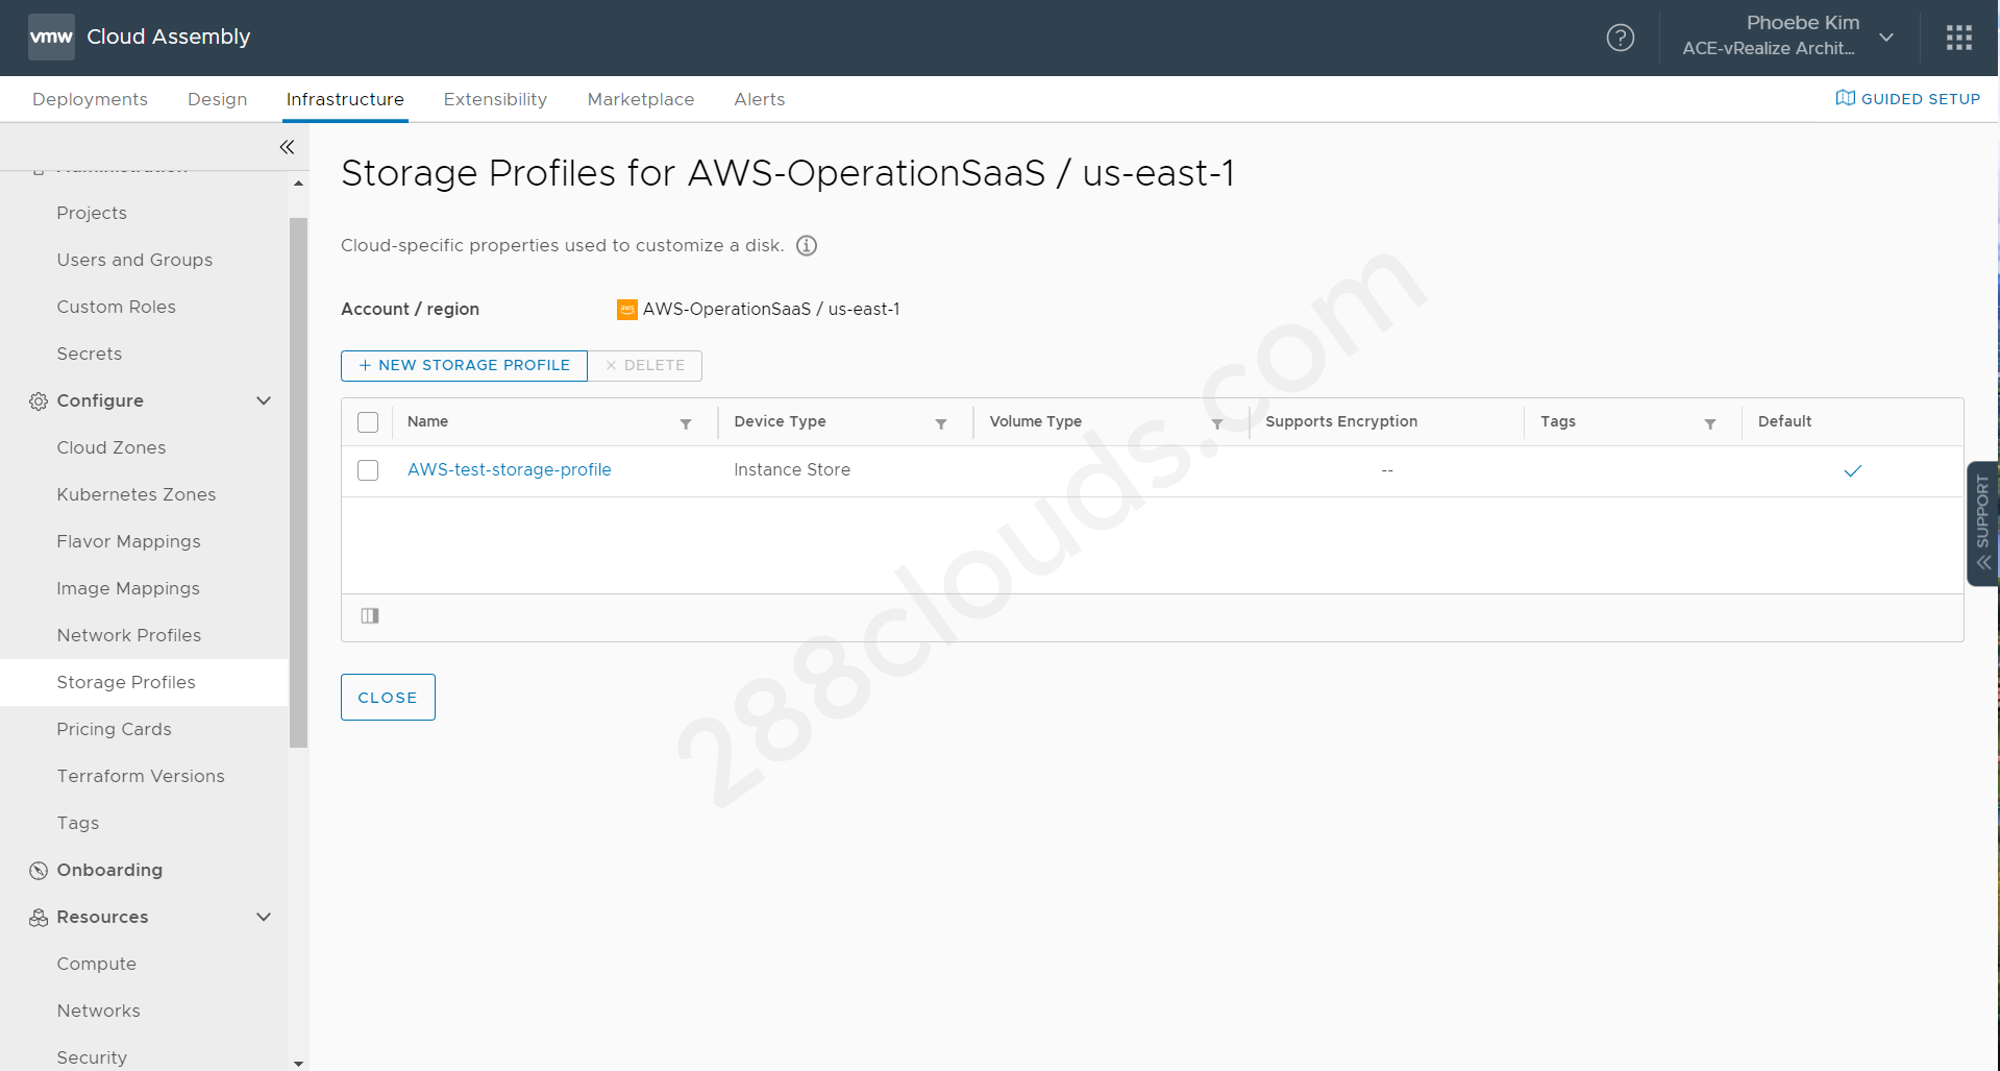 vmw Cloud Assembly
Phoebe Kim
ACE-vRealize Archit...
Deployments Design Infrastructure Extensibility Marketplace Alerts
GUIDED SETUP
Administration
Projects
Users and Groups
Custom Roles
Secrets
Configure
Cloud Zones
Kubernetes Zones
Flavor Mappings
Image Mappings
Network Profiles
Storage Profiles
Pricing Cards
Terraform Versions
Tags
Onboarding
Resources
Compute
Networks
Security
Storage Profiles for AWS-OperationSaaS / us-east-1
Cloud-specific properties used to customize a disk.
Account / region aws AWS-OperationSaaS / us-east-1
+ NEW STORAGE PROFILE × DELETE
Name Device Type Volume Type Supports Encryption Tags Default
AWS-test-storage-profile Instance Store --
CLOSE
SUPPORT
288clouds.com